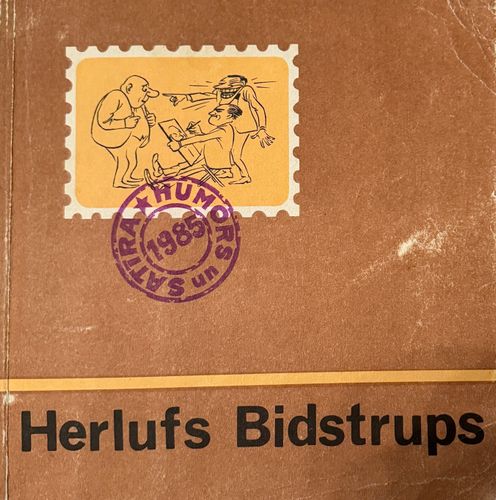 HUMORS un SATĪRA
1985
Herlufs Bidstrups